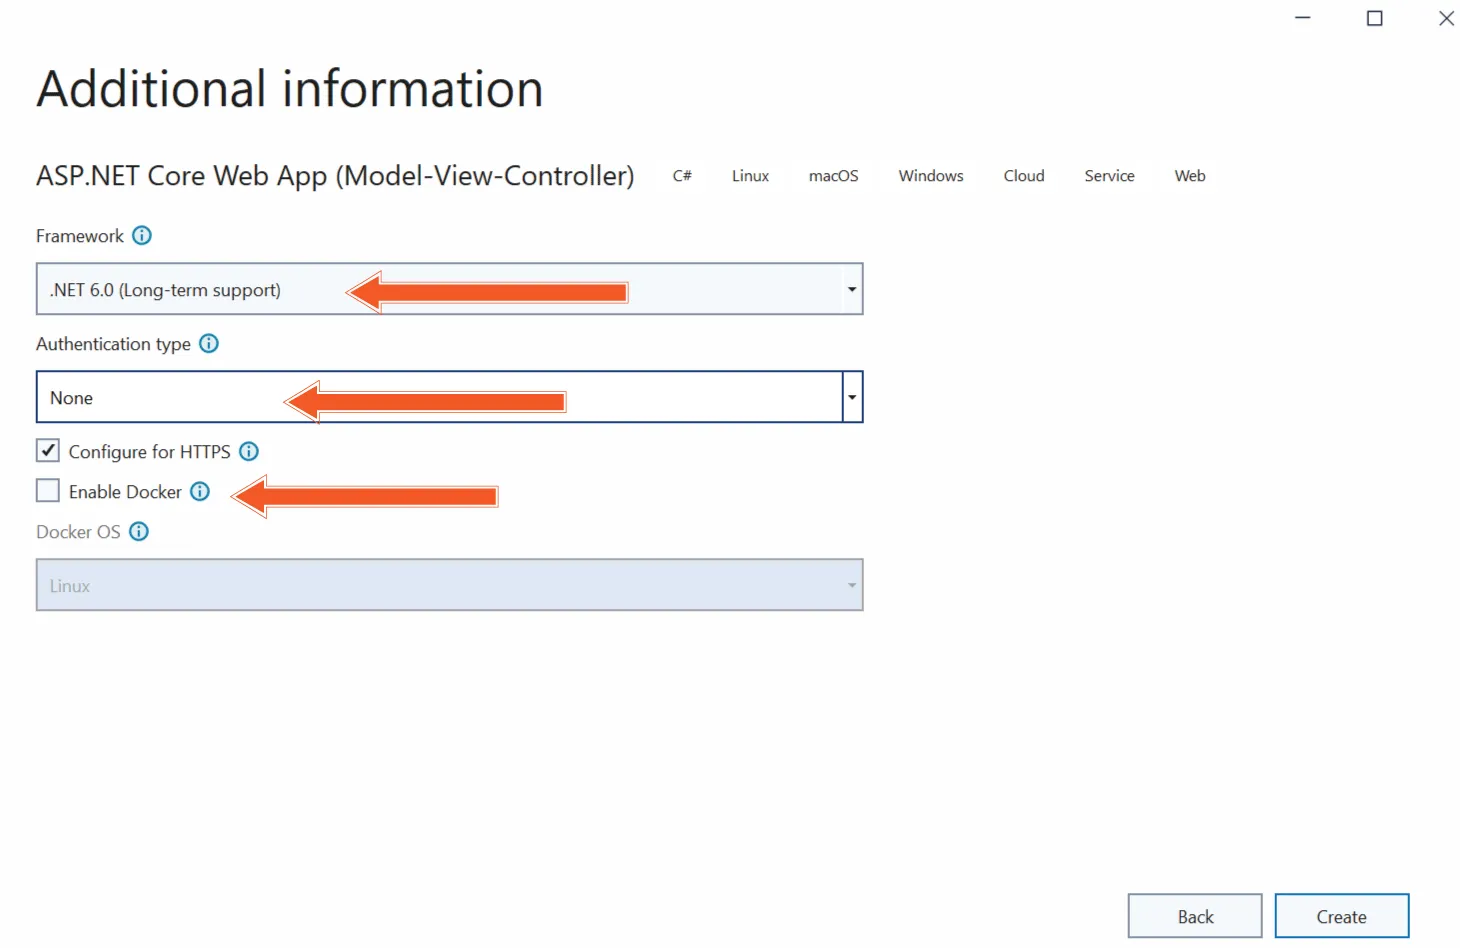 Additional information
ASP.NET Core Web App (Model-View-Controller) C# Linux macOS Windows Cloud Service Web
Framework
.NET 6.0 (Long-term support)
Authentication type
None
Configure for HTTPS
Enable Docker
Docker OS
Linux
Back Create